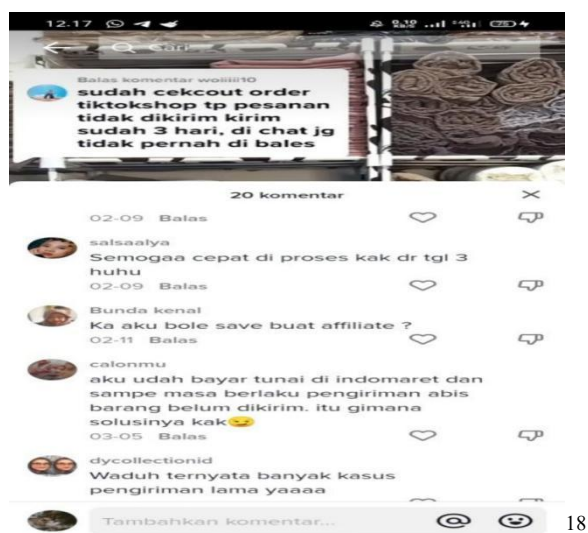 12.17
Cari
Balas komentar woiiiii10
sudah cekcout order
tiktokshop tp pesanan
tidak dikirim kirim
sudah 3 hari, di chat jg
tidak pernah di bales
20 komentar
02-09 Balas
salsaalya
Semogaa cepat di proses kak dr tgl 3
huhu
02-09 Balas
Bunda kenal
Ka aku bole save buat affiliate ?
02-11 Balas
calonmu
aku udah bayar tunai di indomaret dan
sampe masa berlaku pengiriman abis
barang belum dikirim. itu gimana
solusinya kak😏
03-05 Balas
dycollectionid
Waduh ternyata banyak kasus
pengiriman lama yaaaa
Tambahkan komentar...
18